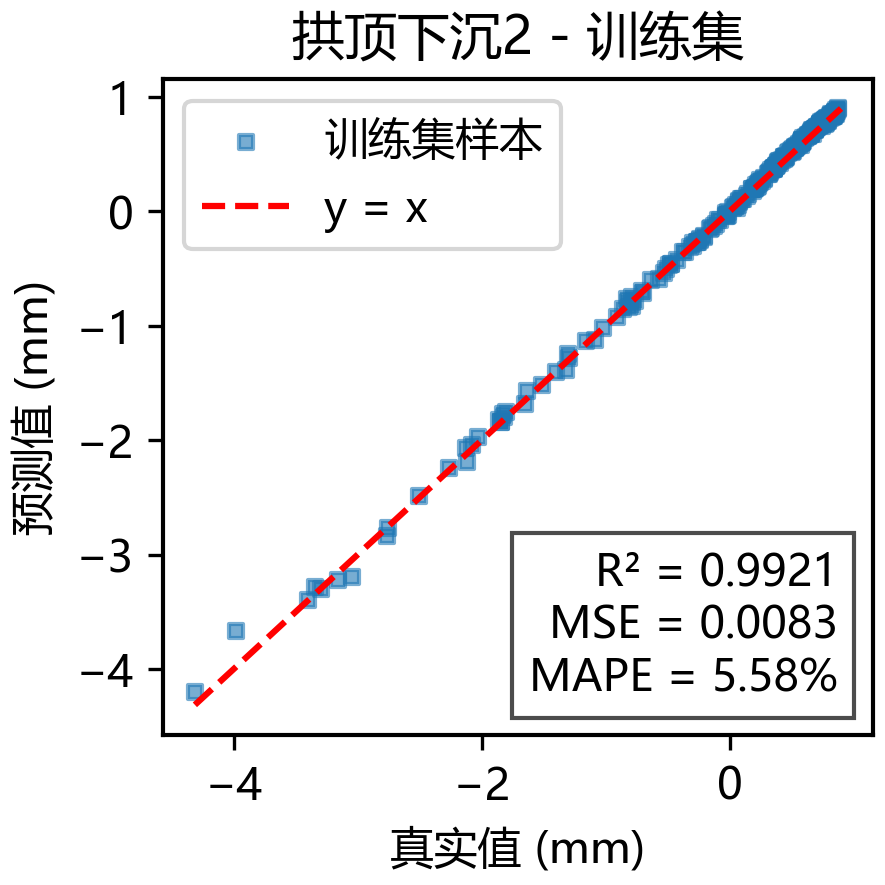 拱顶下沉2 - 训练集
训练集样本
y = x
1
0
−1
−2
−3
−4
预测值 (mm)
R² = 0.9921
MSE = 0.0083
MAPE = 5.58%
−4
−2
0
真实值 (mm)